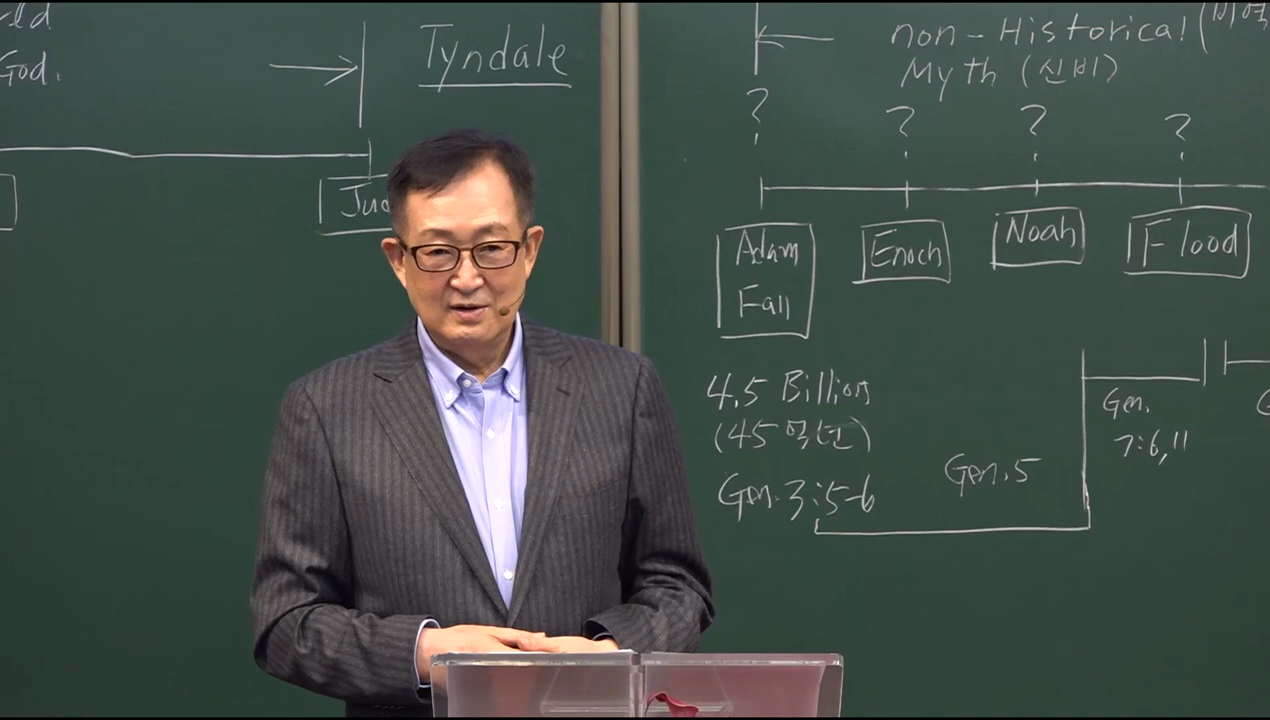 God.
Tyndale
non-Historical (
Myth (신비)
?
?
?
?
Adam
Fall
Enoch
Noah
Flood
4.5 Billion
(45억년)
Gen. 3:5-6
Gen. 5
Gen.
7:6,11